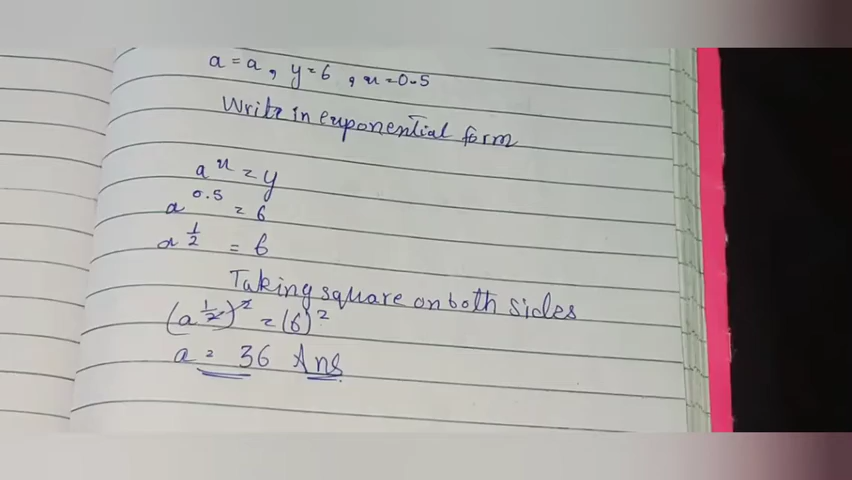 a = a, y = 6, x = 0.5
Write in exponential form
a^x = y
a^0.5 = 6
a^1/2 = 6
Taking square on both sides
(a^1/2)^2 = (6)^2
a = 36 Ans